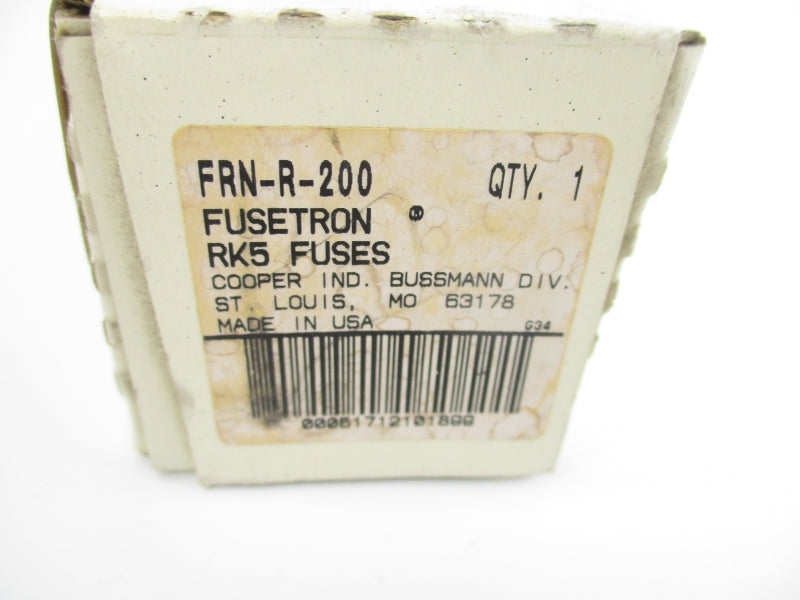 FRN-R-200 QTY. 1
FUSETRON ®
RK5 FUSES
COOPER IND. BUSSMANN DIV.
ST. LOUIS, MO 63178
MADE IN USA G34
00051712101899